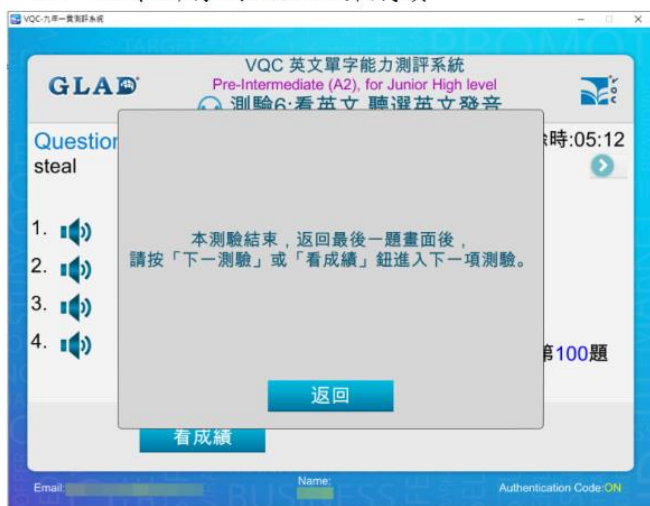 VQC-九年一貫測評系統
VQC 英文單字能力測評系統
GLAD
Pre-Intermediate (A2), for Junior High level
測驗6:看英文 聽選英文發音
Question
時:05:12
steal
1.
2.
3.
4.
本測驗結束，返回最後一題畫面後，
請按「下一測驗」或「看成績」鈕進入下一項測驗。
第100題
返回
看成績
Email:
Name:
Authentication Code:ON